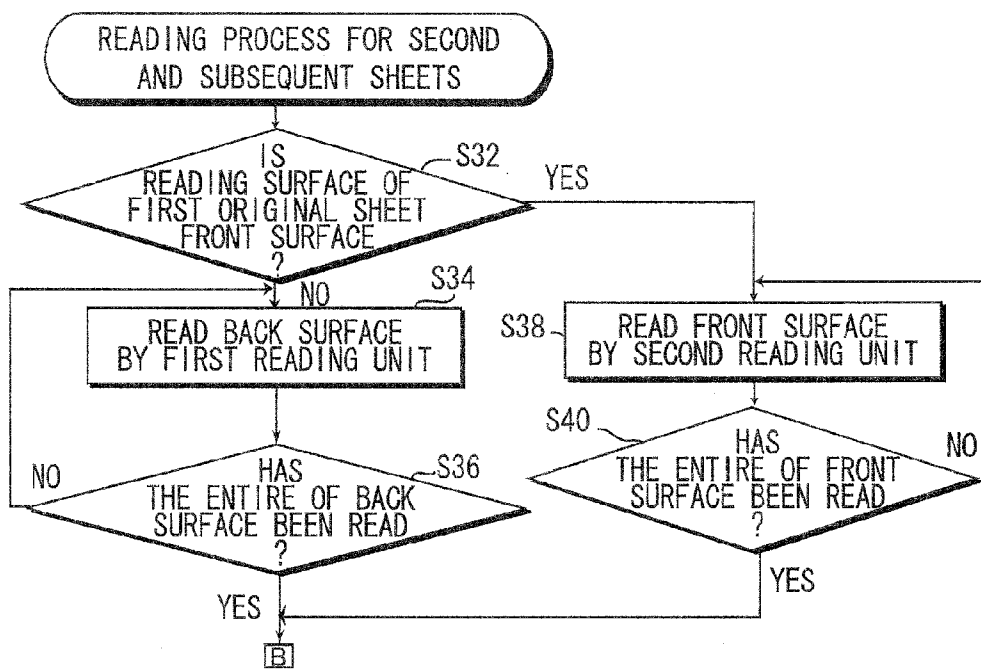 READING PROCESS FOR SECOND
AND SUBSEQUENT SHEETS
S32
IS
READING SURFACE OF
FIRST ORIGINAL SHEET
FRONT SURFACE
?
YES
NO
S34
READ BACK SURFACE
BY FIRST READING UNIT
S38
READ FRONT SURFACE
BY SECOND READING UNIT
S36
HAS
THE ENTIRE OF BACK
SURFACE BEEN READ
?
NO
YES
S40
HAS
THE ENTIRE OF FRONT
SURFACE BEEN READ
?
NO
YES
B